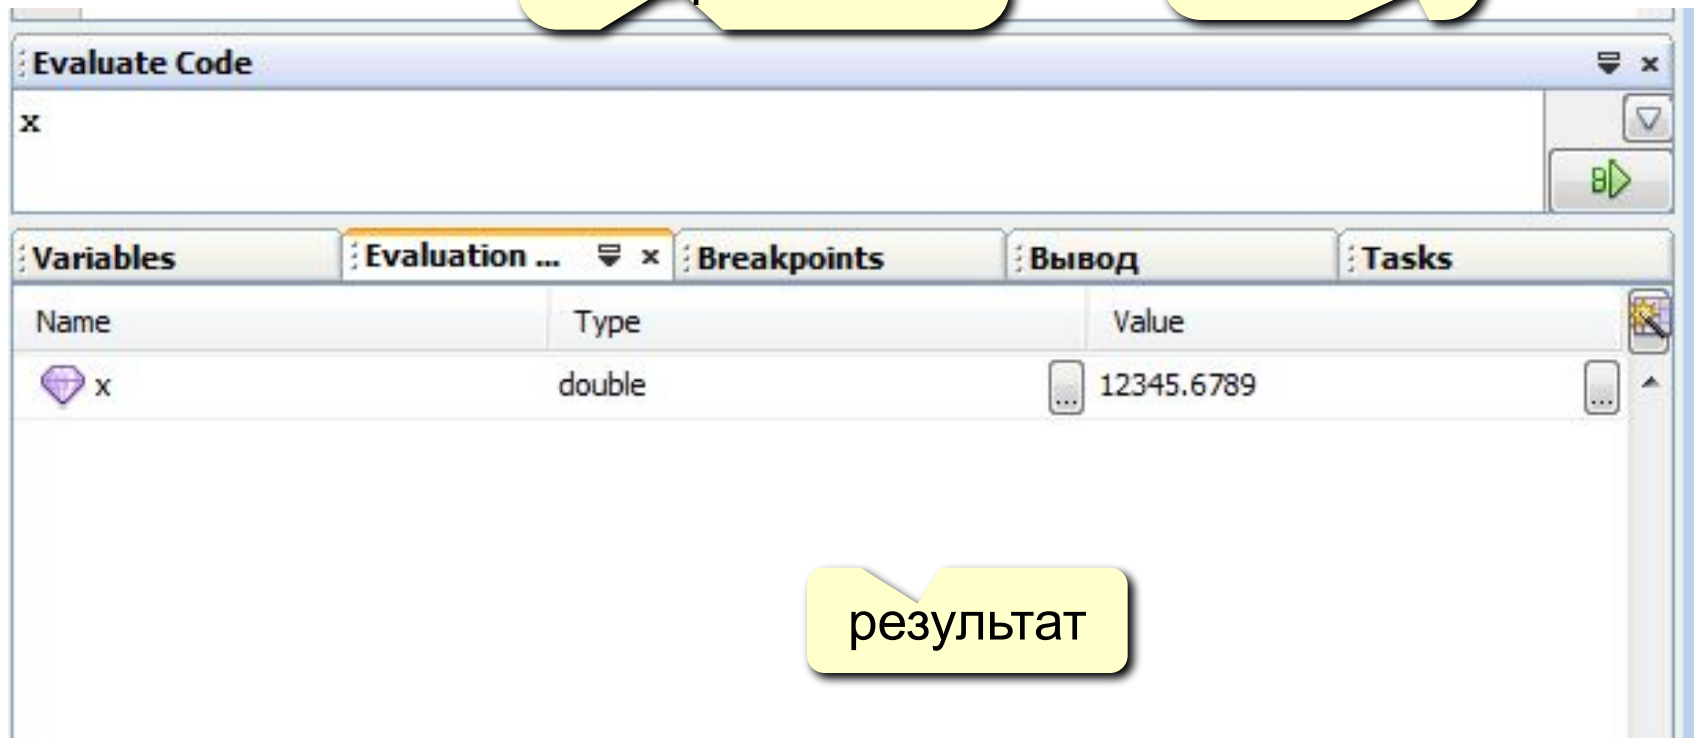 Evaluate Code
x
Variables Evaluation ... Breakpoints Вывод Tasks
Name Type Value
x double ... 12345.6789 ...
результат